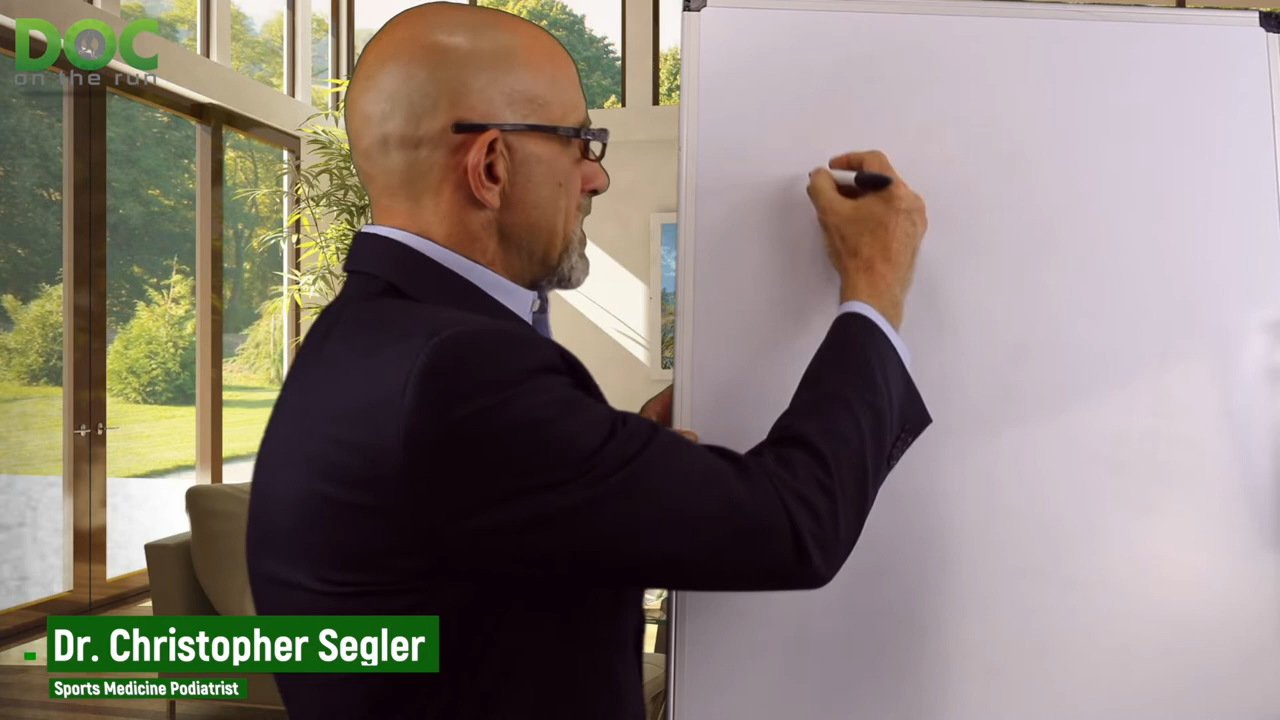 DOC
on the run
Dr. Christopher Segler
Sports Medicine Podiatrist